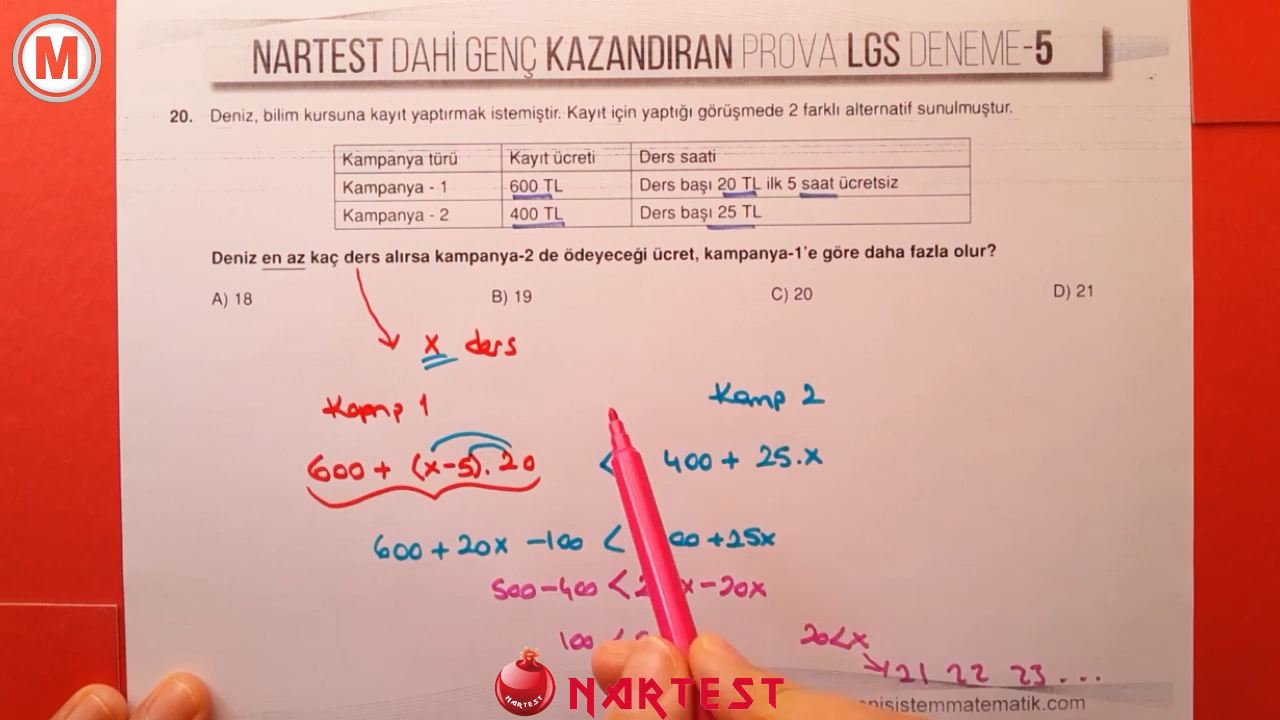 M
NARTEST DAHİ GENÇ KAZANDIRAN PROVA LGS DENEME-5
20. Deniz, bilim kursuna kayıt yaptırmak istemiştir. Kayıt için yaptığı görüşmede 2 farklı alternatif sunulmuştur.
Kampanya türü Kayıt ücreti Ders saati
Kampanya - 1 600 TL Ders başı 20 TL ilk 5 saat ücretsiz
Kampanya - 2 400 TL Ders başı 25 TL
Deniz en az kaç ders alırsa kampanya-2 de ödeyeceği ücret, kampanya-1'e göre daha fazla olur?
A) 18 B) 19 C) 20 D) 21
x ders
Kamp 1 Kamp 2
600 + (x-5).20 < 400 + 25.x
600 + 20x -100 < +25x
500-400 < -20x
100 < 20<x
21 22 23 ...
NARTEST
NARTEST